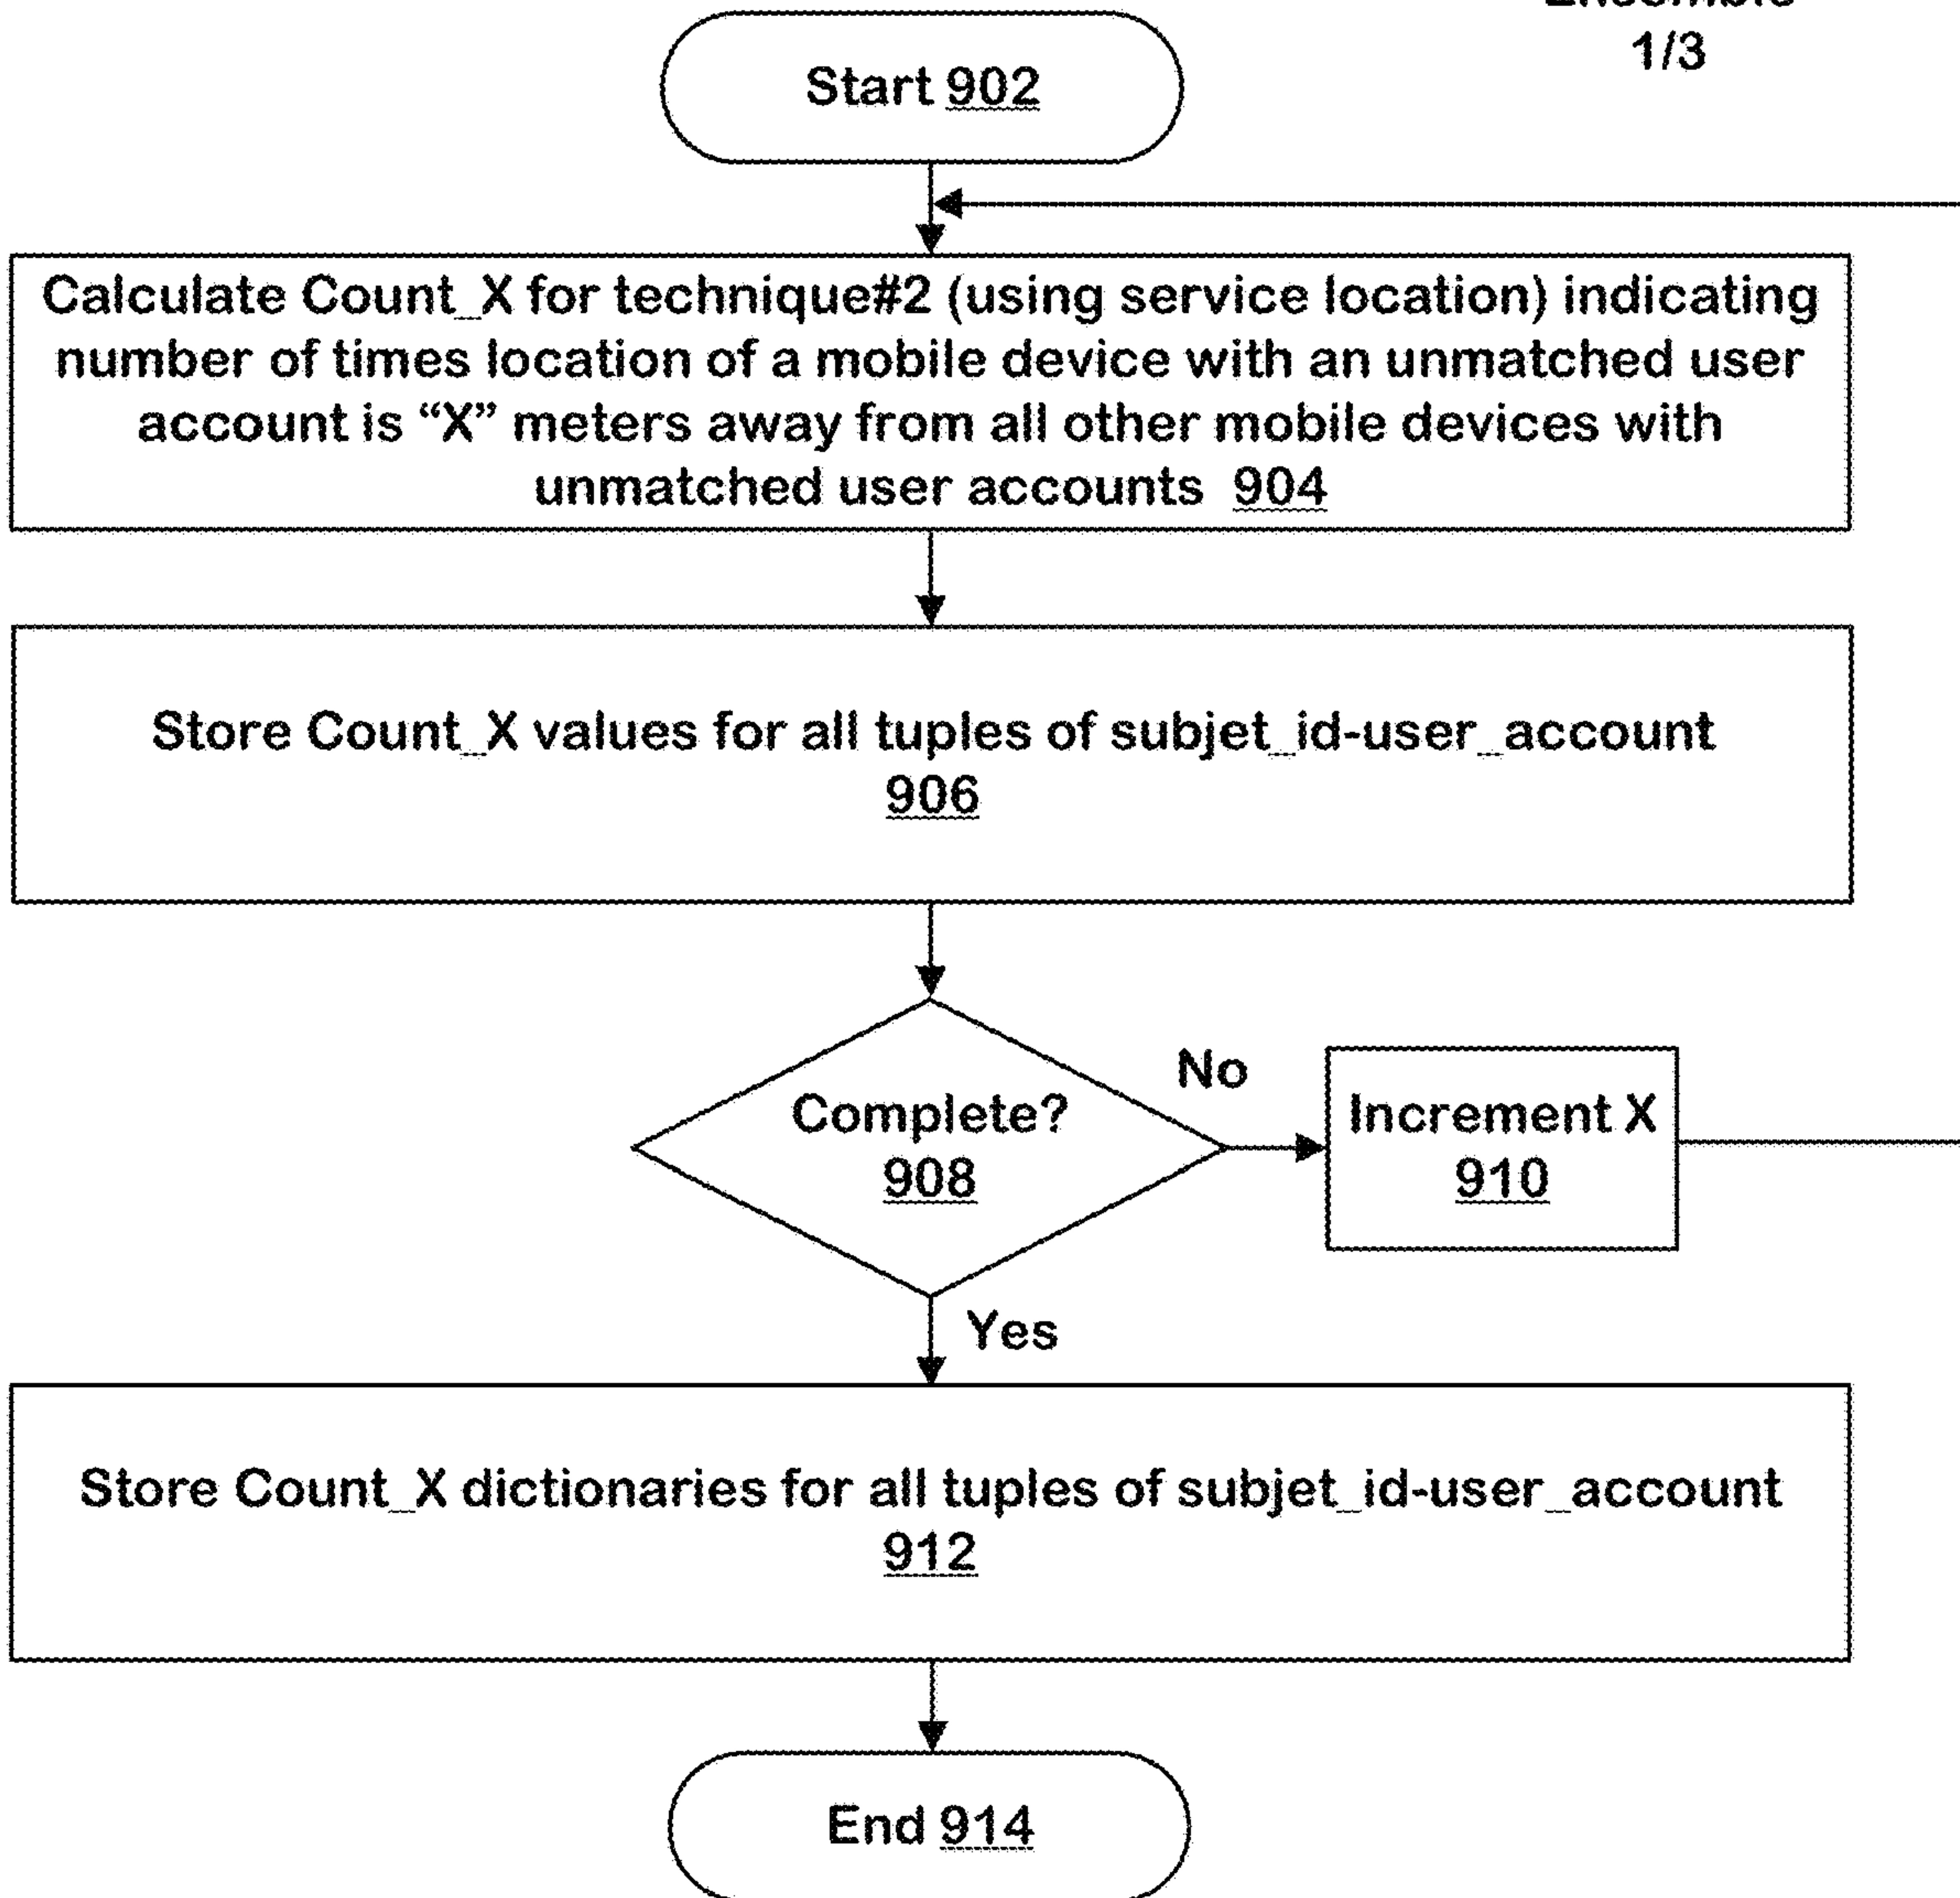 Ensemble
1/3
Start 902
Calculate Count_X for technique#2 (using service location) indicating
number of times location of a mobile device with an unmatched user
account is “X” meters away from all other mobile devices with
unmatched user accounts 904
Store Count_X values for all tuples of subjet_id-user_account
906
No
Complete?
908
Increment X
910
Yes
Store Count_X dictionaries for all tuples of subjet_id-user_account
912
End 914